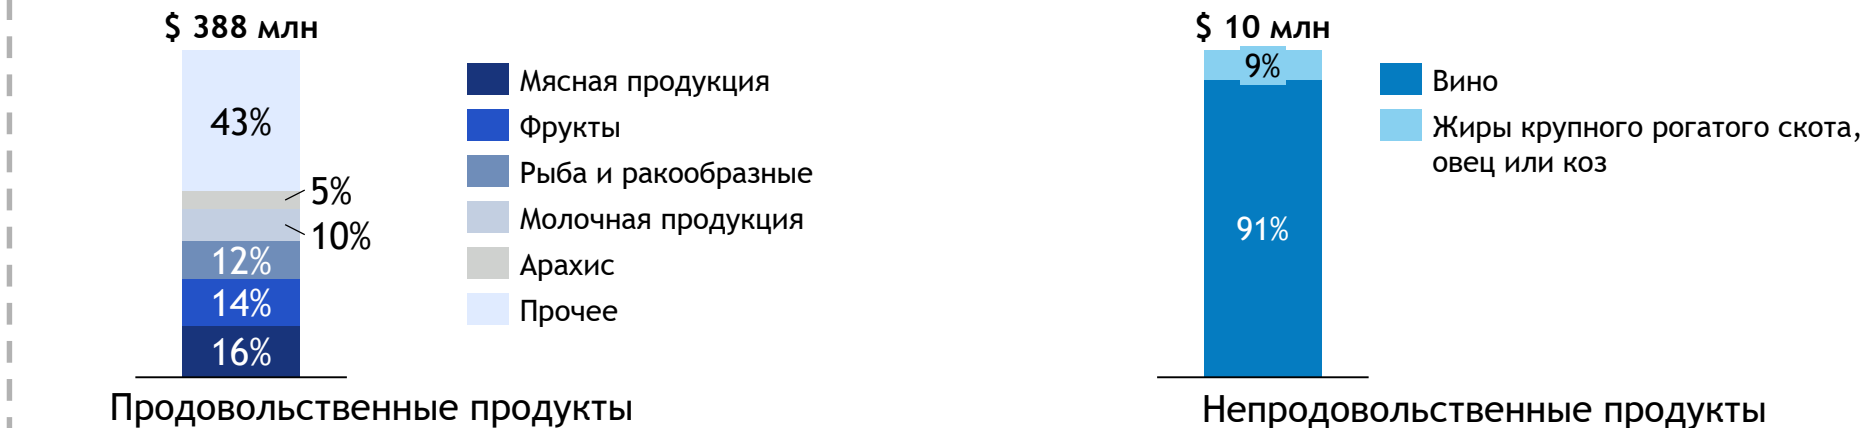 $ 388 млн
43%
5%
10%
12%
14%
16%
Продовольственные продукты
Мясная продукция
Фрукты
Рыба и ракообразные
Молочная продукция
Арахис
Прочее
$ 10 млн
9%
91%
Непродовольственные продукты
Вино
Жиры крупного рогатого скота,
овец или коз